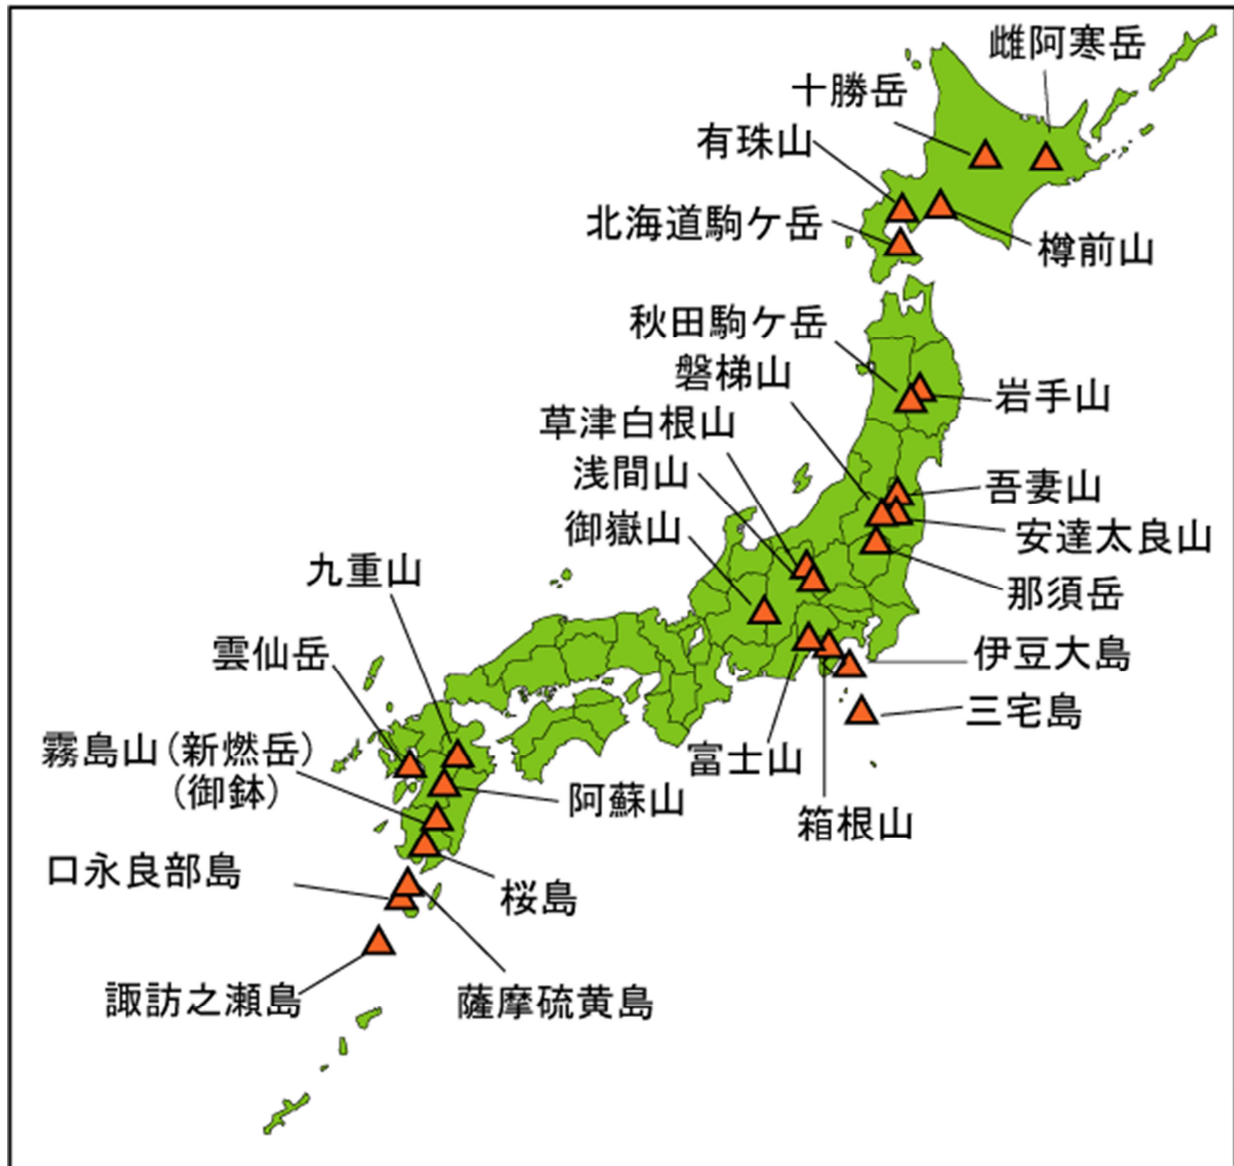 雌阿寒岳
十勝岳
有珠山
北海道駒ケ岳
樽前山
秋田駒ケ岳
磐梯山
岩手山
草津白根山
浅間山
吾妻山
御嶽山
安達太良山
九重山
那須岳
雲仙岳
伊豆大島
三宅島
霧島山(新燃岳)
(御鉢)
富士山
阿蘇山
箱根山
口永良部島
桜島
諏訪之瀬島
薩摩硫黄島